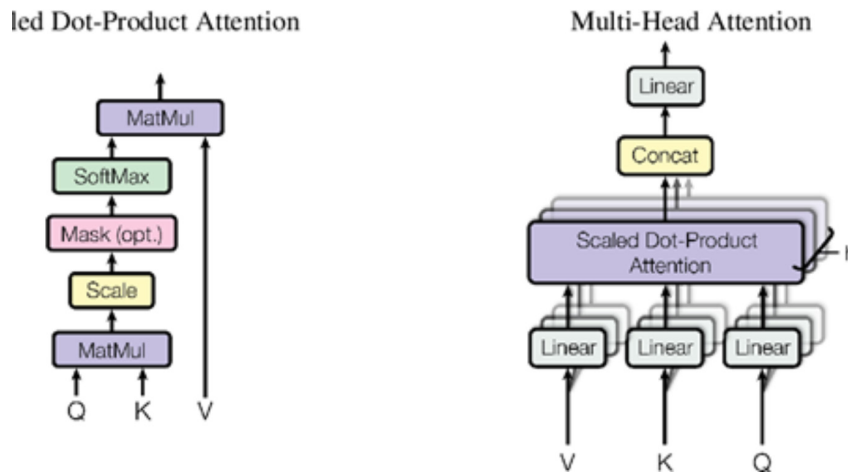 led Dot-Product Attention
MatMul
SoftMax
Mask (opt.)
Scale
MatMul
Q K V
Multi-Head Attention
Linear
Concat
Scaled Dot-Product
Attention
Linear Linear Linear
V K Q